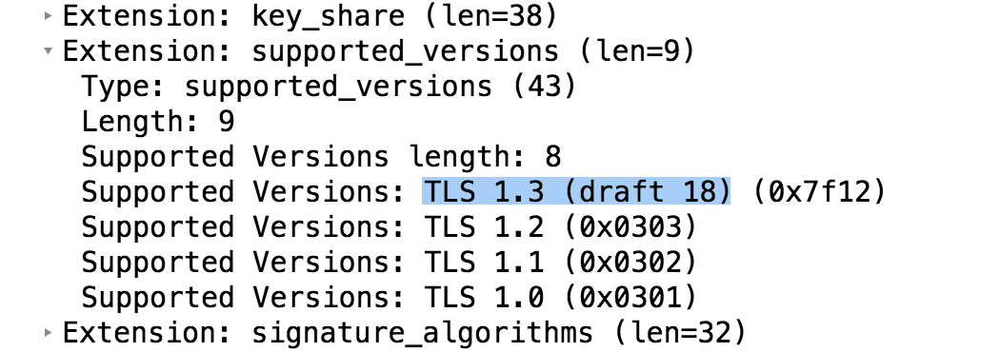 Extension: key_share (len=38)
Extension: supported_versions (len=9)
Type: supported_versions (43)
Length: 9
Supported Versions length: 8
Supported Versions: TLS 1.3 (draft 18) (0x7f12)
Supported Versions: TLS 1.2 (0x0303)
Supported Versions: TLS 1.1 (0x0302)
Supported Versions: TLS 1.0 (0x0301)
Extension: signature_algorithms (len=32)